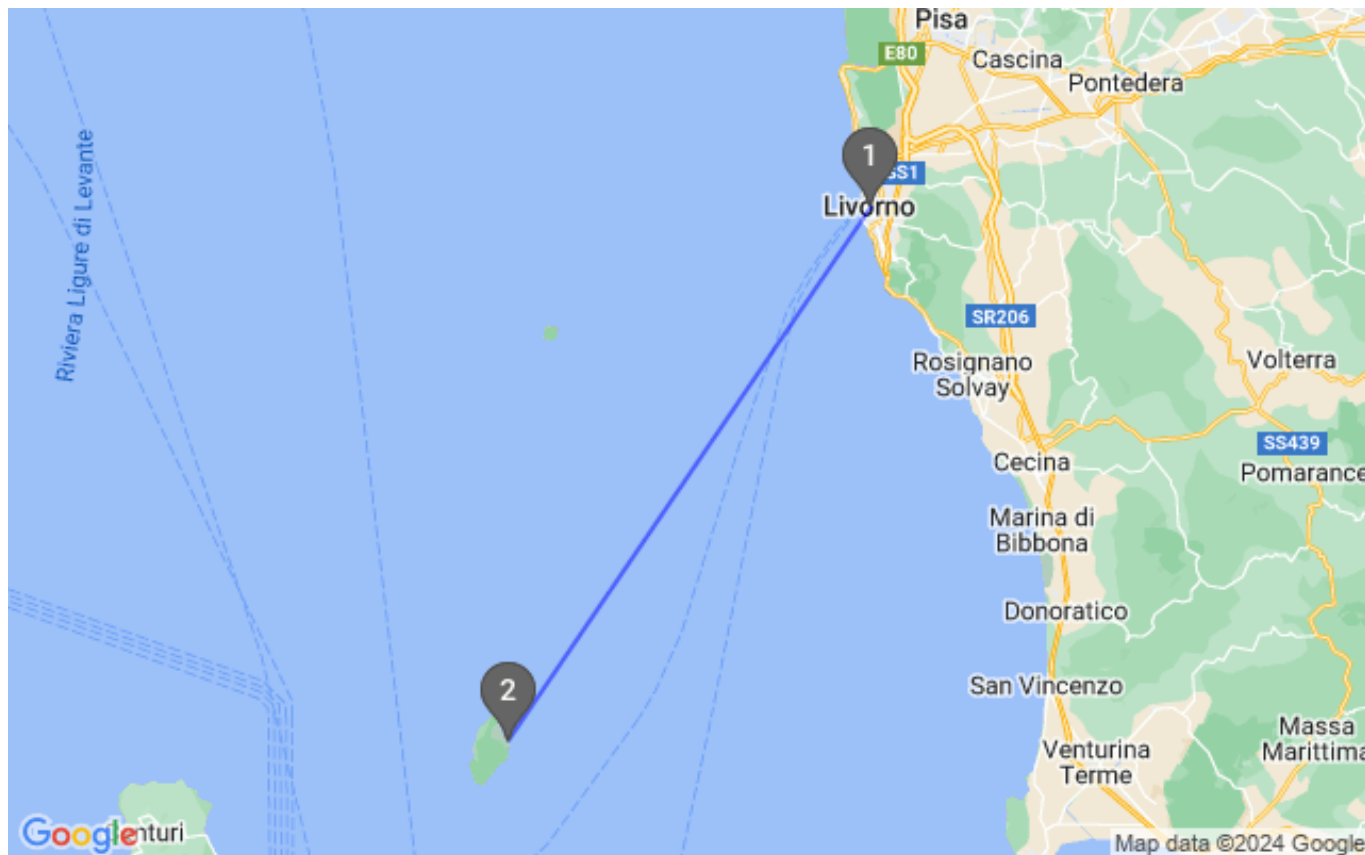 Pisa
E80
Cascina
Pontedera
1
SS1
Livorno
Riviera Ligure di Levante
SR206
Rosignano
Solvay
Volterra
SS439
Cecina
Pomarance
Marina di
Bibbona
Donoratico
2
San Vincenzo
Massa
Marittima
Venturina
Terme
Google
Centuri
Map data ©2024 Google